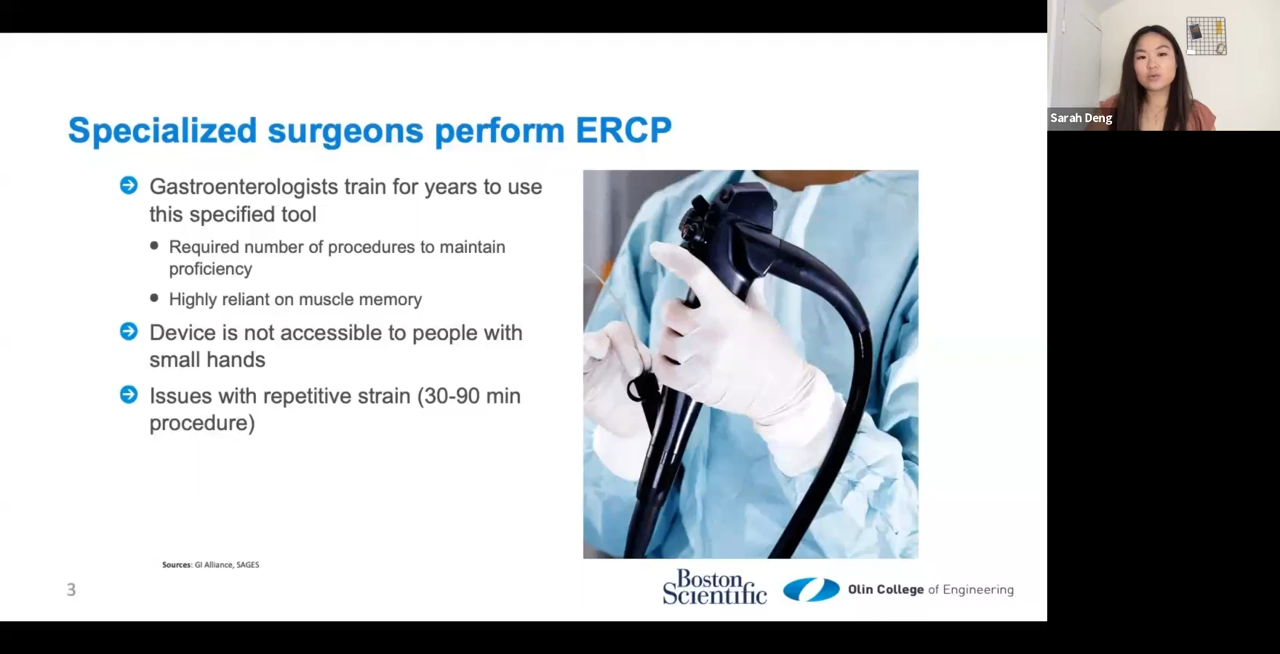 Specialized surgeons perform ERCP
Gastroenterologists train for years to use
this specified tool
Required number of procedures to maintain
proficiency
Highly reliant on muscle memory
Device is not accessible to people with
small hands
Issues with repetitive strain (30-90 min
procedure)
Sources: GI Alliance, SAGES
3
Boston
Scientific
Olin College of Engineering
Sarah Deng